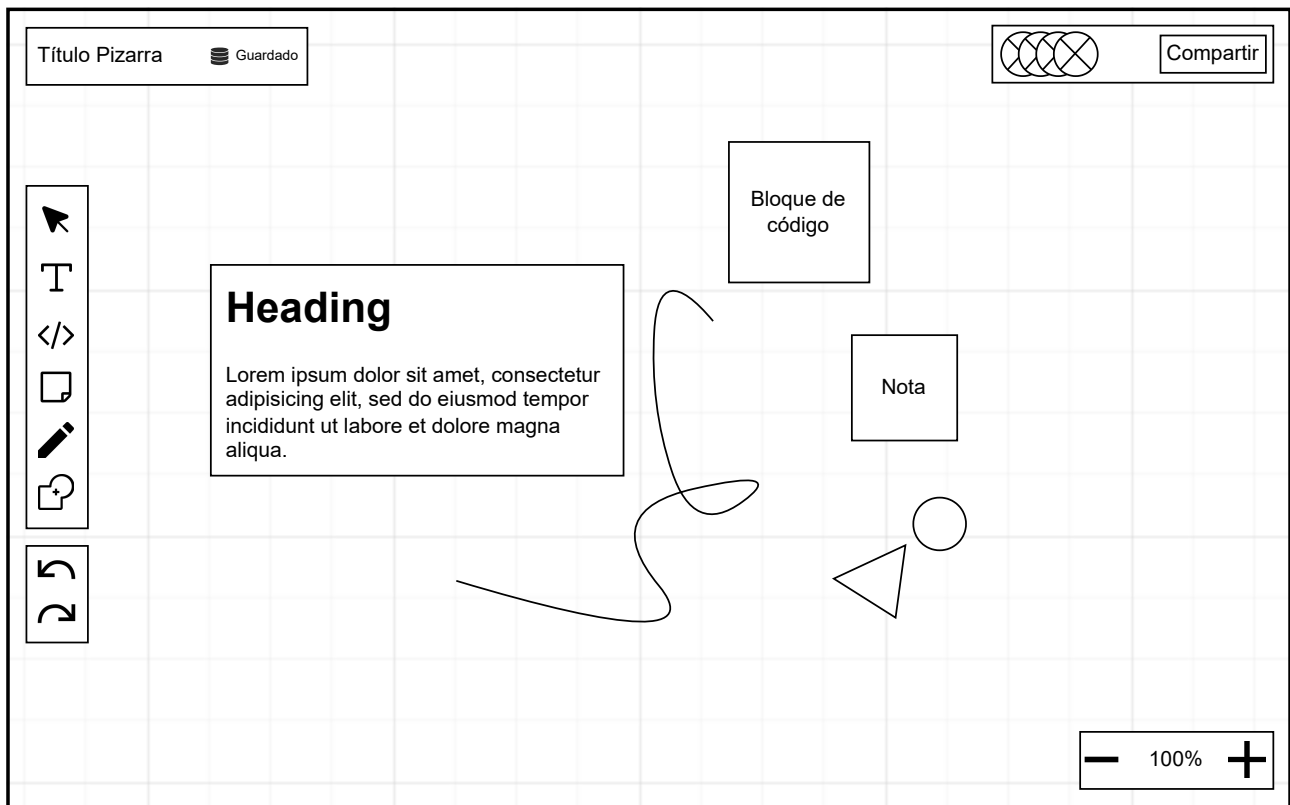 Título Pizarra
Guardado
Compartir
Bloque de
código
Heading
Lorem ipsum dolor sit amet, consectetur
adipisicing elit, sed do eiusmod tempor
incididunt ut labore et dolore magna
aliqua.
Nota
100%